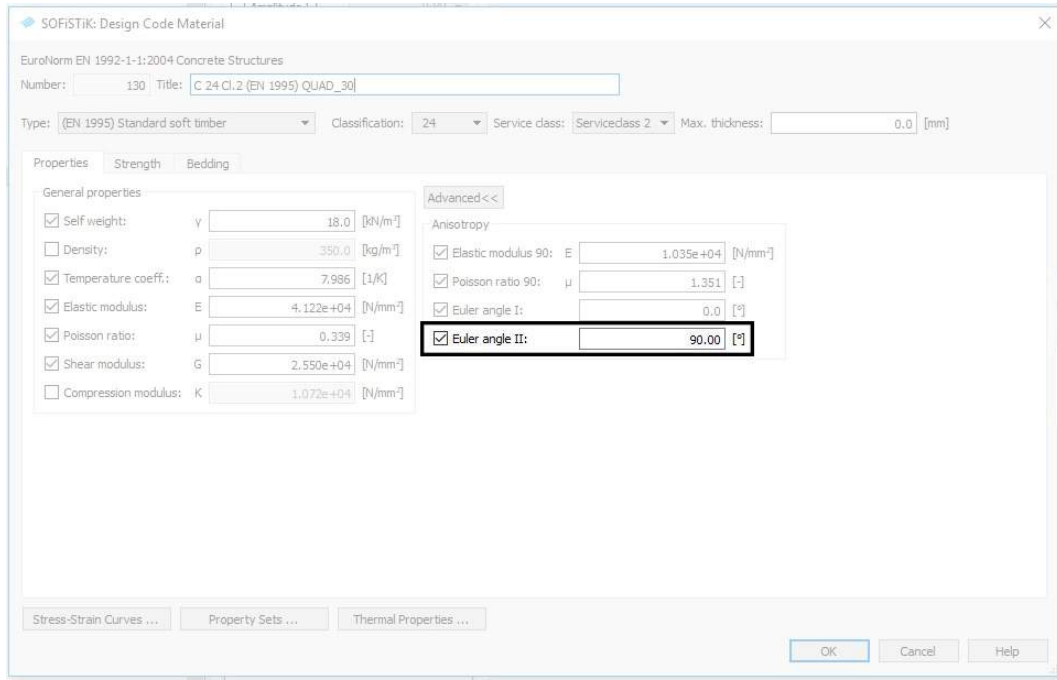 SOFiSTiK: Design Code Material
EuroNorm EN 1992-1-1:2004 Concrete Structures
Number: 130 Title: C 24 Cl.2 (EN 1995) QUAD_30
Type: (EN 1995) Standard soft timber Classification: 24 Service class: Serviceclass 2 Max. thickness: 0.0 [mm]
Properties Strength Bedding
General properties Advanced<<
Self weight: γ 18.0 [kN/m³] Anisotropy
Density: ρ 350.0 [kg/m³] Elastic modulus 90: E 1.035e+04 [N/mm²]
Temperature coeff.: α 7.986 [1/K] Poisson ratio 90: μ 1.351 [-]
Elastic modulus: E 4.122e+04 [N/mm²] Euler angle I: 0.0 [°]
Poisson ratio: μ 0.339 [-] Euler angle II: 90.00 [°]
Shear modulus: G 2.550e+04 [N/mm²]
Compression modulus: K 1.072e+04 [N/mm²]
Stress-Strain Curves ... Property Sets ... Thermal Properties ...
OK Cancel Help